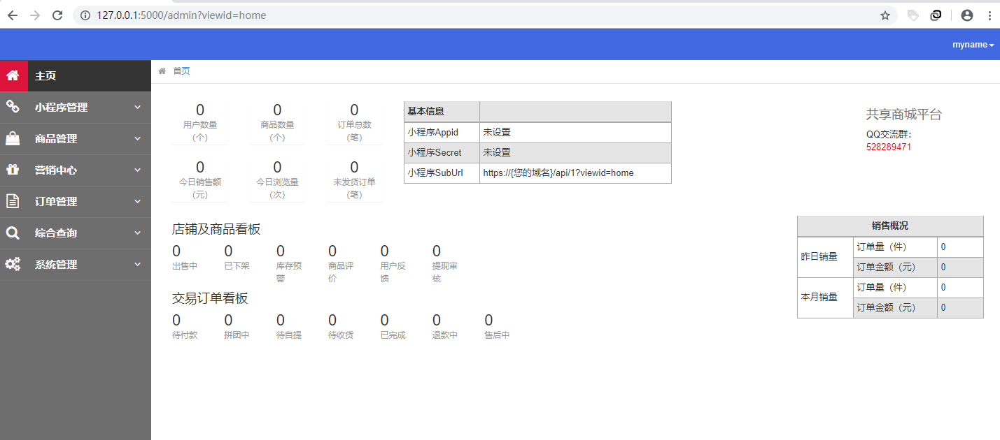 127.0.0.1:5000/admin?viewid=home
myname
主页
小程序管理
商品管理
营销中心
订单管理
综合查询
系统管理
首页
0
用户数量
(个)
0
商品数量
(个)
0
订单总数
(笔)
0
今日销售额
(元)
0
今日浏览量
(次)
0
未发货订单
(笔)
基本信息
小程序Appid 未设置
小程序Secret 未设置
小程序SubUrl https://{您的域名}/api/1?viewid=home
共享商城平台
QQ交流群:
528289471
店铺及商品看板
0
出售中
0
已下架
0
库存预
警
0
商品评
价
0
用户反
馈
0
提现审
核
交易订单看板
0
待付款
0
拼团中
0
待自提
0
待收货
0
已完成
0
退款中
0
售后中
销售概况
昨日销量
订单量（件） 0
订单金额（元） 0
本月销量
订单量（件） 0
订单金额（元） 0